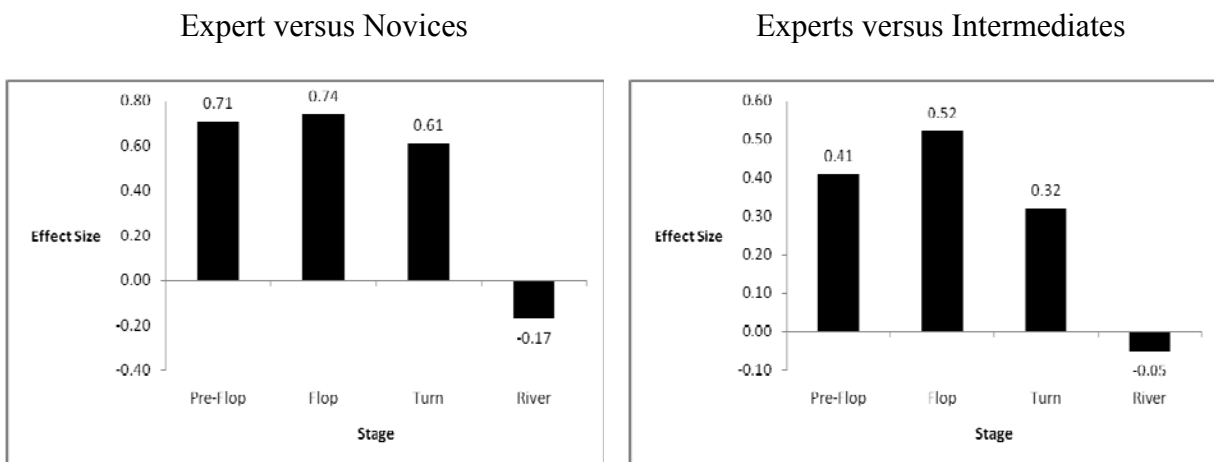 Expert versus Novices
0.80
0.60
0.40
0.20
0.00
-0.20
-0.40
Effect Size
0.71
0.74
0.61
-0.17
Pre-Flop Flop Turn River
Stage
Experts versus Intermediates
0.60
0.50
0.40
0.30
0.20
0.10
0.00
-0.10
Effect Size
0.41
0.52
0.32
-0.05
Pre-Flop Flop Turn River
Stage